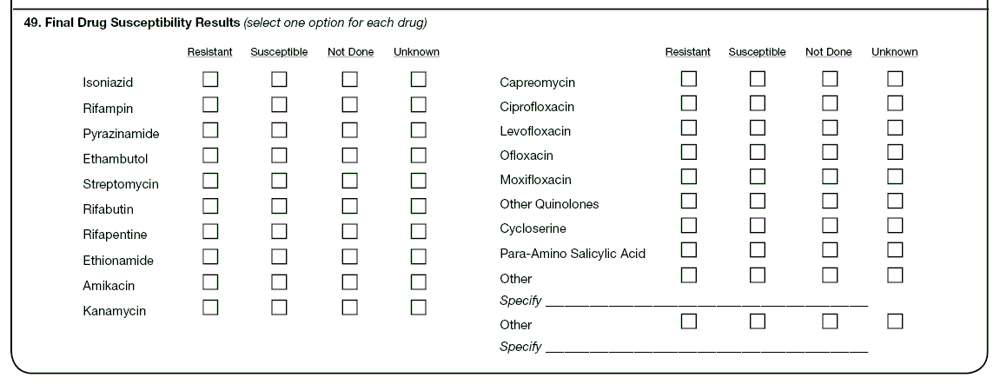 49. Final Drug Susceptibility Results (select one option for each drug)
Resistant Susceptible Not Done Unknown
Isoniazid
Rifampin
Pyrazinamide
Ethambutol
Streptomycin
Rifabutin
Rifapentine
Ethionamide
Amikacin
Kanamycin
Resistant Susceptible Not Done Unknown
Capreomycin
Ciprofloxacin
Levofloxacin
Ofloxacin
Moxifloxacin
Other Quinolones
Cycloserine
Para-Amino Salicylic Acid
Other
Specify
Other
Specify